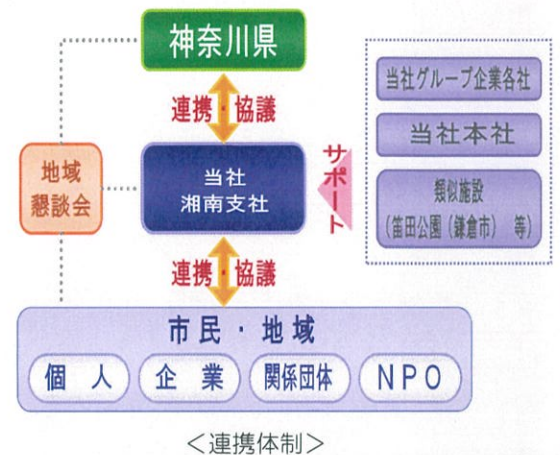 神奈川県
連携・協議
当社グループ企業各社
当社本社
類似施設
(笛田公園(鎌倉市) 等)
サポート
地域
懇談会
当社
湘南支社
連携・協議
市民・地域
個人
企業
関係団体
NPO
＜連携体制＞